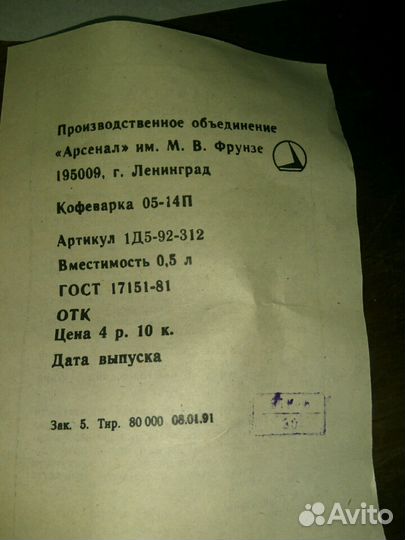 Производственное объединение
«Арсенал» им. М. В. Фрунзе
195009, г. Ленинград
Кофеварка 05-14П
Артикул 1Д5-92-312
Вместимость 0,5 л
ГОСТ 17151-81
ОТК
Цена 4 р. 10 к.
Дата выпуска
Зак. 5. Тир. 80 000 08.01.91
Avito